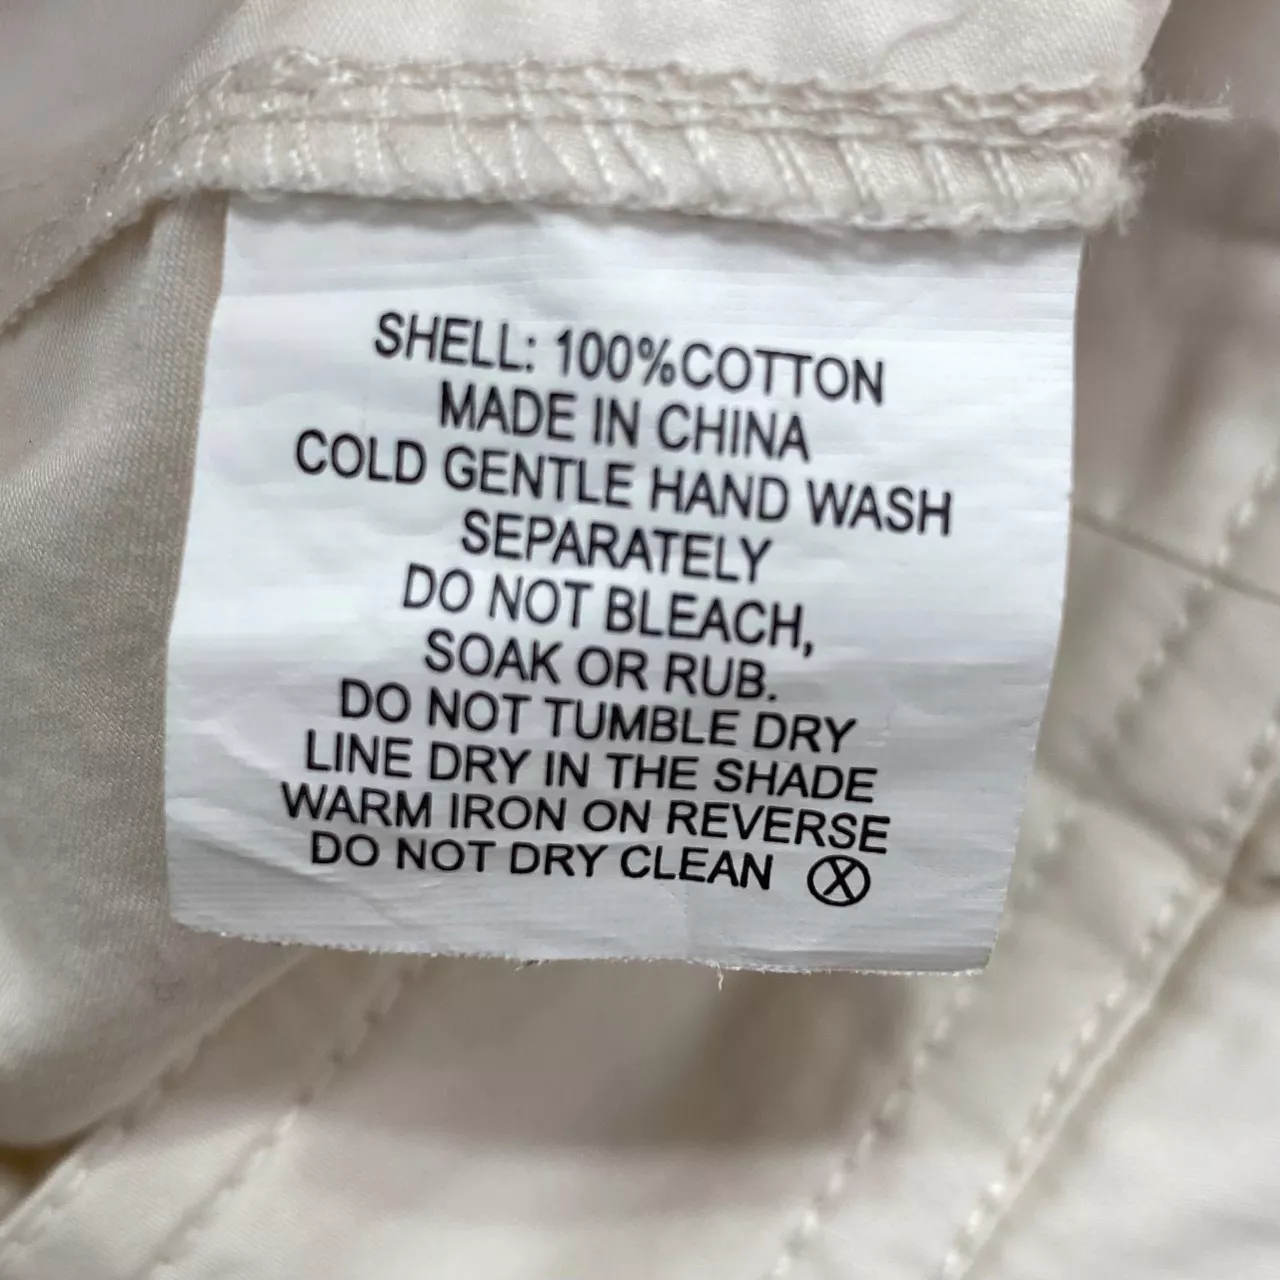 SHELL: 100%COTTON
MADE IN CHINA
COLD GENTLE HAND WASH
SEPARATELY
DO NOT BLEACH,
SOAK OR RUB.
DO NOT TUMBLE DRY
LINE DRY IN THE SHADE
WARM IRON ON REVERSE
DO NOT DRY CLEAN Ⓧ